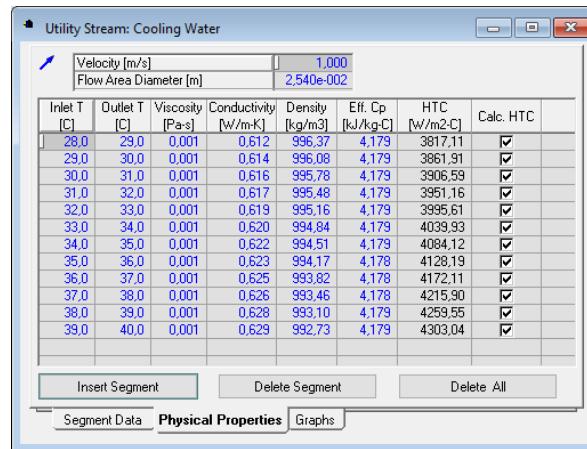 Utility Stream: Cooling Water
Velocity [m/s] 1,000
Flow Area Diameter [m] 2,540e-002
Inlet T [C] Outlet T [C] Viscosity [Pa-s] Conductivity [W/m-K] Density [kg/m3] Eff. Cp [kJ/kg-C] HTC [W/m2-C] Calc. HTC
28,0 29,0 0,001 0,612 996,37 4,179 3817,11
29,0 30,0 0,001 0,614 996,08 4,179 3861,91
30,0 31,0 0,001 0,616 995,78 4,179 3906,59
31,0 32,0 0,001 0,617 995,48 4,179 3951,16
32,0 33,0 0,001 0,619 995,16 4,179 3995,61
33,0 34,0 0,001 0,620 994,84 4,179 4039,93
34,0 35,0 0,001 0,622 994,51 4,179 4084,12
35,0 36,0 0,001 0,623 994,17 4,178 4128,19
36,0 37,0 0,001 0,625 993,82 4,178 4172,11
37,0 38,0 0,001 0,626 993,46 4,178 4215,90
38,0 39,0 0,001 0,628 993,10 4,179 4259,55
39,0 40,0 0,001 0,629 992,73 4,179 4303,04
Insert Segment Delete Segment Delete All
Segment Data Physical Properties Graphs